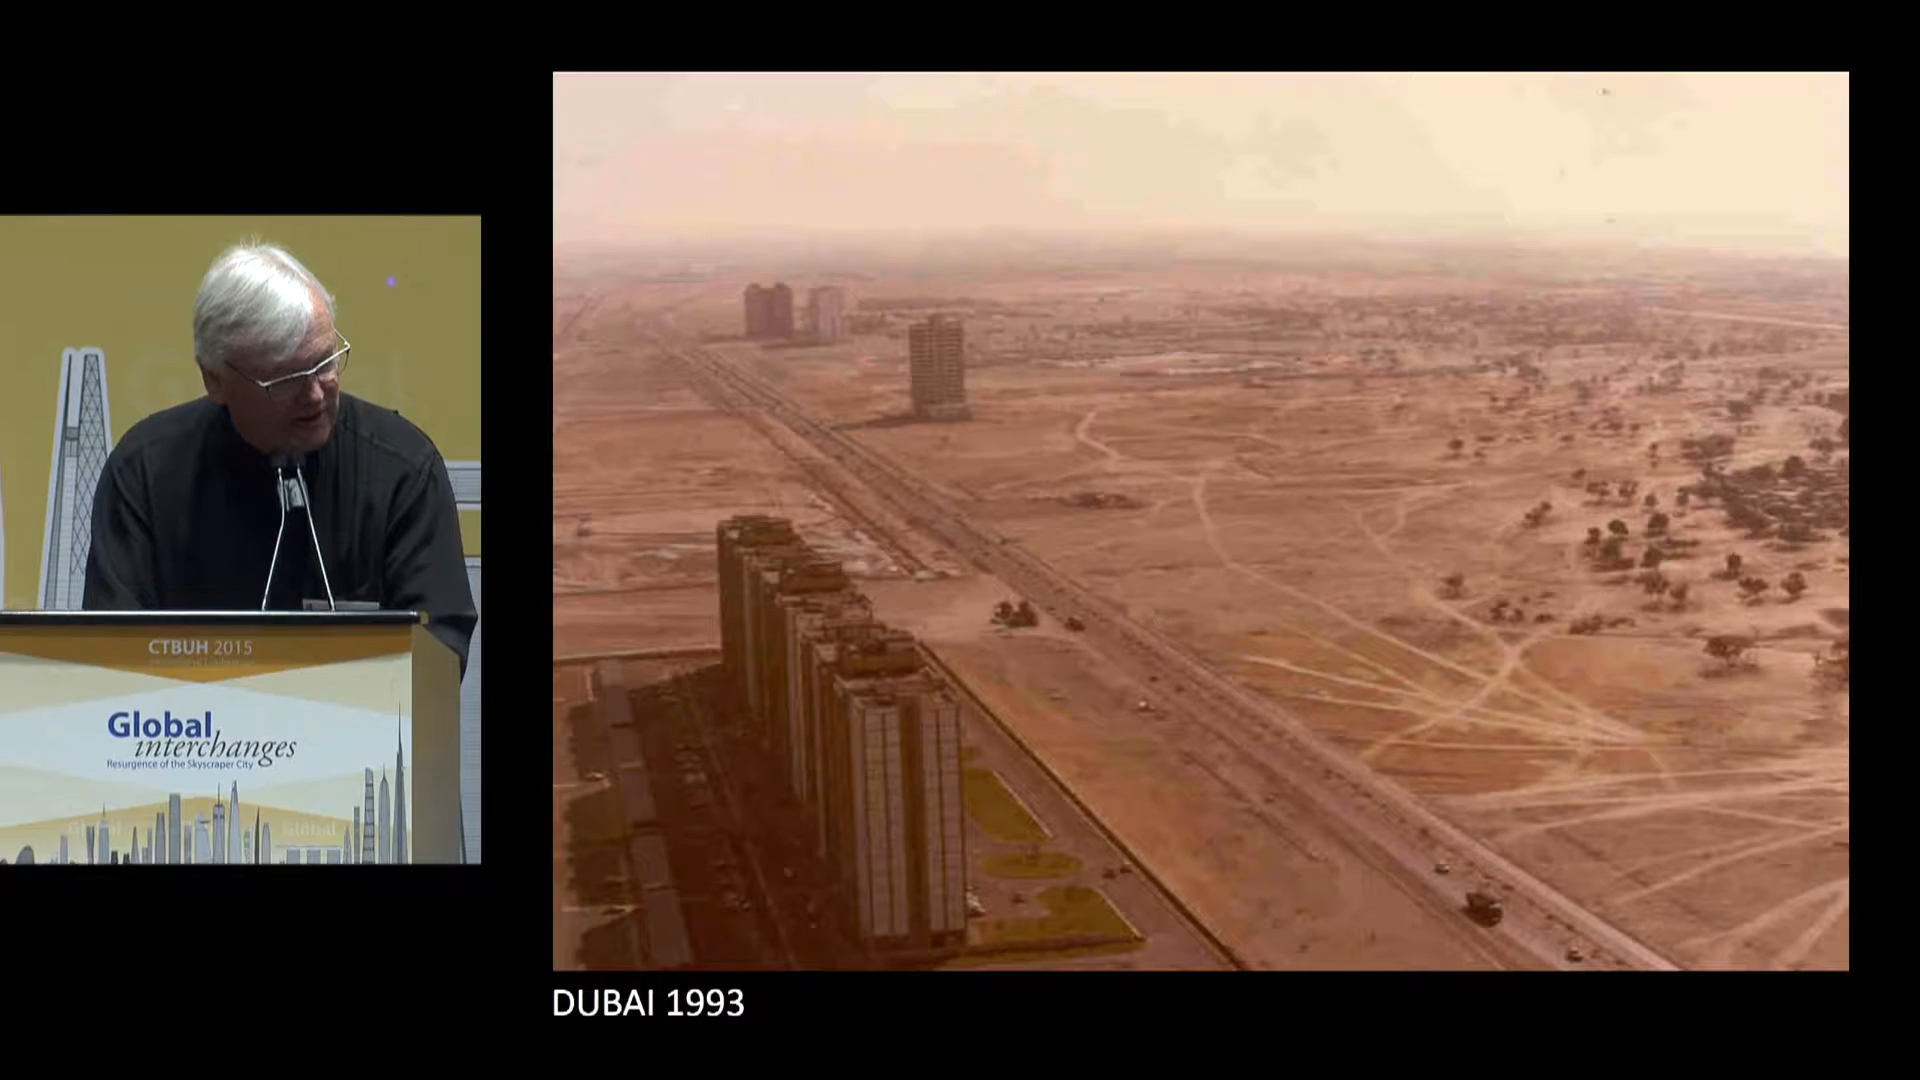 CTBUH 2015
Global
interchanges
Resurgence of the Skyscraper City
DUBAI 1993